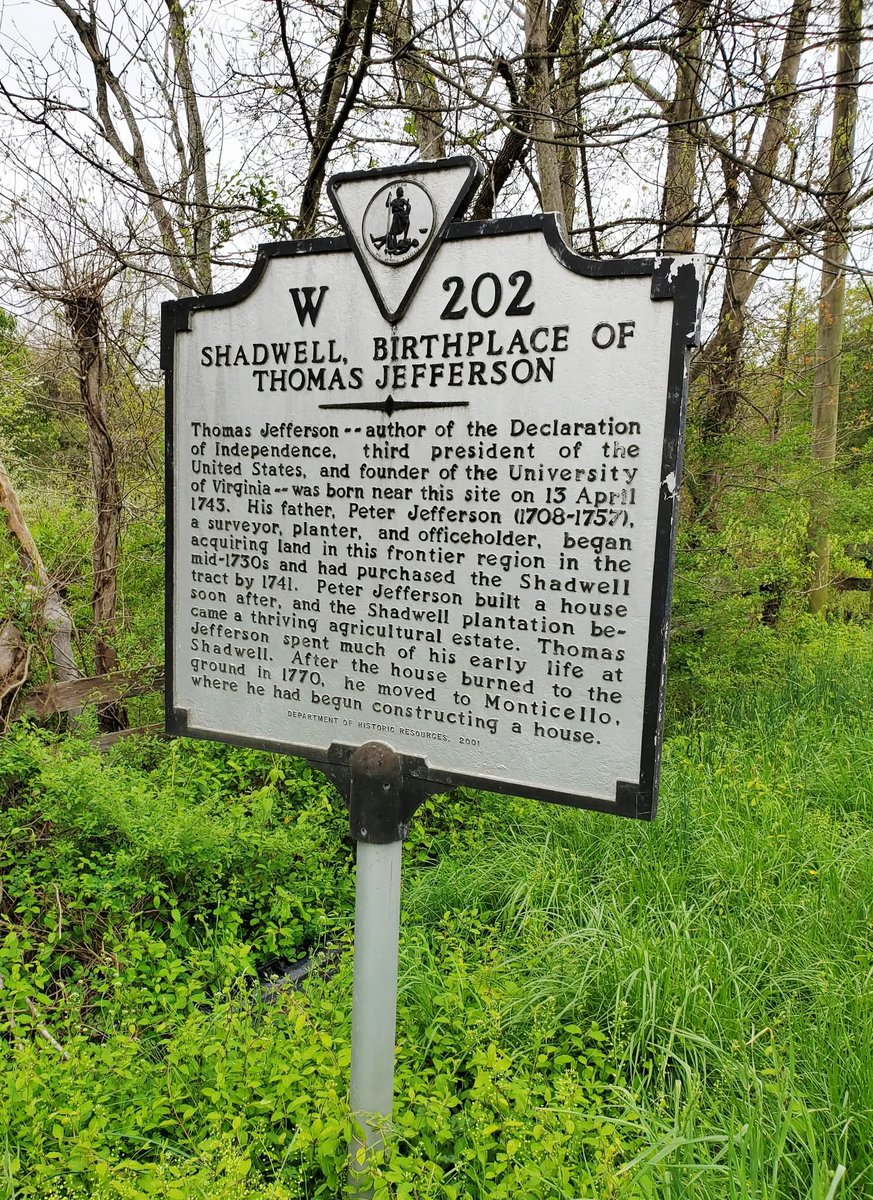 W 202
SHADWELL, BIRTHPLACE OF
THOMAS JEFFERSON
Thomas Jefferson--author of the Declaration
of Independence, third president of the
United States, and founder of the University
of Virginia--was born near this site on 13 April
1743. His father, Peter Jefferson (1708-1757),
a surveyor, planter, and officeholder, began
acquiring land in this frontier region in the
mid-1730s and had purchased the Shadwell
tract by 1741. Peter Jefferson built a house
soon after, and the Shadwell plantation be-
came a thriving agricultural estate. Thomas
Jefferson spent much of his early life at
Shadwell. After the house burned to the
ground in 1770, he moved to Monticello,
where he had begun constructing a house.
DEPARTMENT OF HISTORIC RESOURCES, 2001